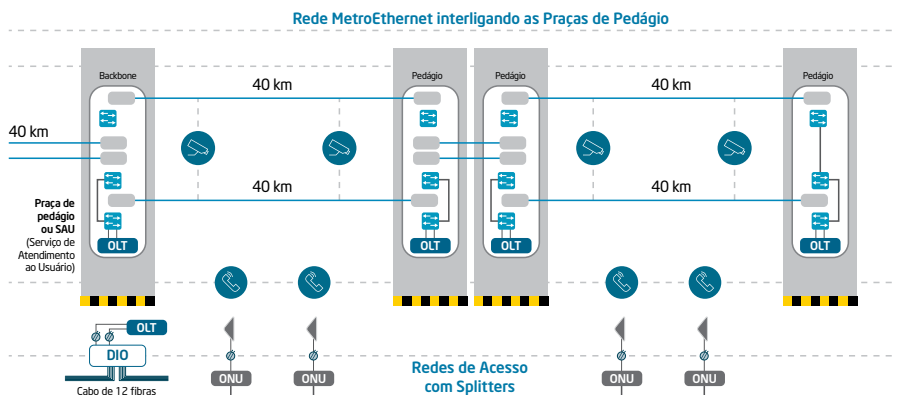 Rede MetroEthernet interligando as Praças de Pedágio
Backbone
Pedágio
Pedágio
Pedágio
40 km
40 km
40 km
40 km
40 km
Praça de
pedágio
ou SAU
(Serviço de
Atendimento
ao Usuário)
OLT
OLT
OLT
OLT
OLT
DIO
Cabo de 12 fibras
ONU
ONU
Redes de Acesso
com Splitters
ONU
ONU